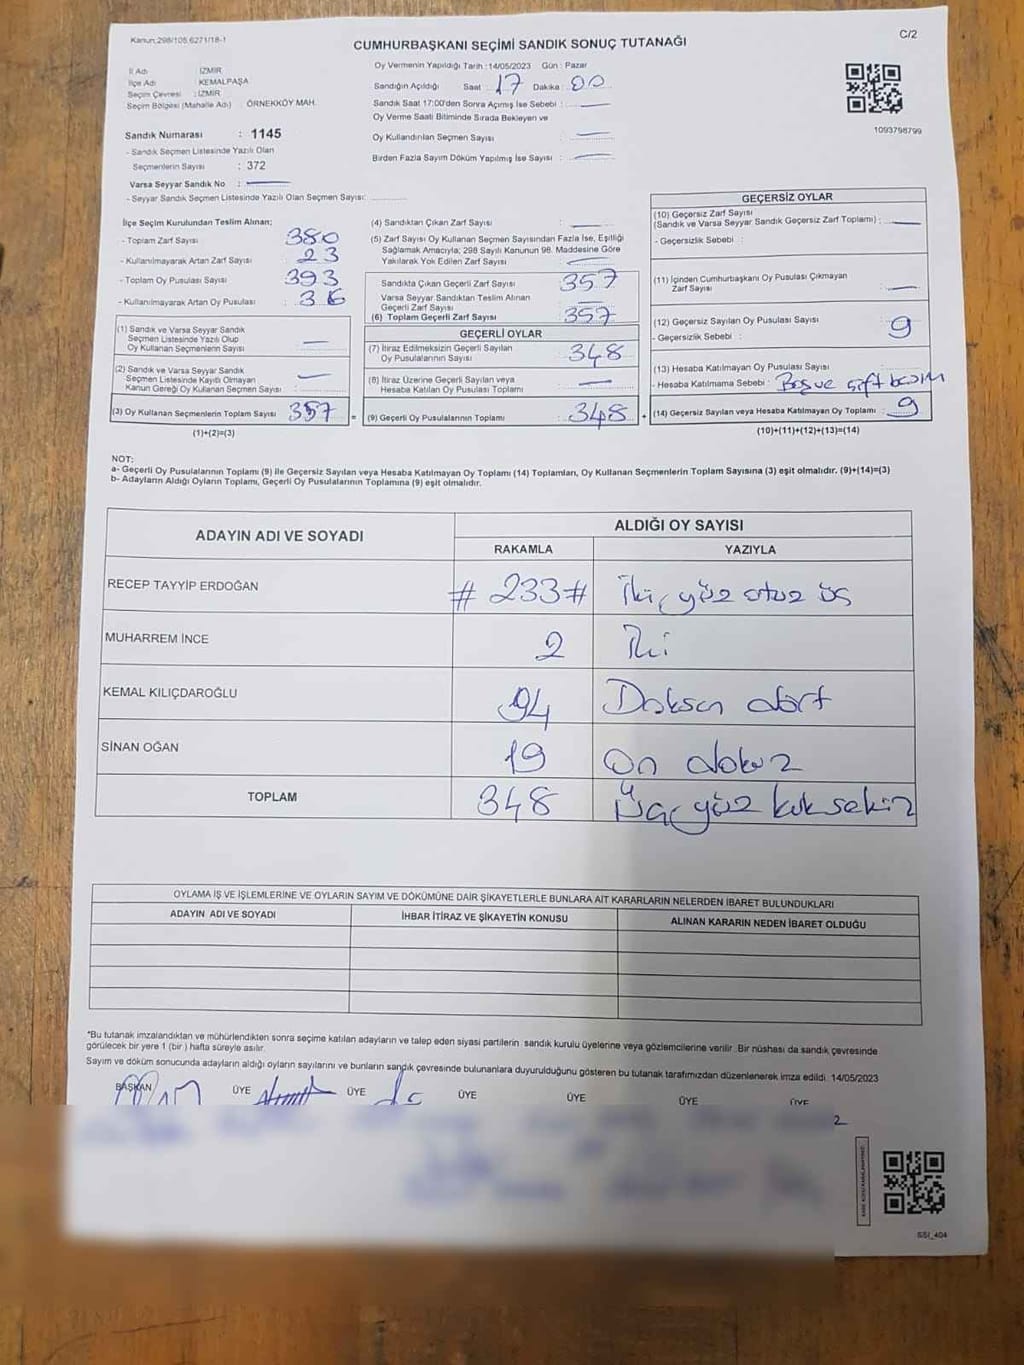 Kanun:298/105,6271/18-1
C/2
CUMHURBAŞKANI SEÇİMİ SANDIK SONUÇ TUTANAĞI
İl Adı : İZMİR
İlçe Adı : KEMALPAŞA
Seçim Çevresi : İZMİR
Seçim Bölgesi (Mahalle Adı) : ÖRNEKKÖY MAH.
Sandık Numarası : 1145
- Sandık Seçmen Listesinde Yazılı Olan
Seçmenlerin Sayısı : 372
Varsa Seyyar Sandık No :
- Seyyar Sandık Seçmen Listesinde Yazılı Olan Seçmen Sayısı:
Oy Vermenin Yapıldığı Tarih :14/05/2023 Gün : Pazar
Sandığın Açıldığı Saat : 17 Dakika : 00
Sandık Saat 17:00'den Sonra Açımış İse Sebebi :
Oy Verme Saati Bitiminde Sırada Bekleyen ve
Oy Kullandırılan Seçmen Sayısı :
Birden Fazla Sayım Döküm Yapılmış İse Sayısı :
1093798799
İlçe Seçim Kurulundan Teslim Alınan;
- Toplam Zarf Sayısı : 380
- Kullanılmayarak Artan Zarf Sayısı : 23
- Toplam Oy Pusulası Sayısı : 393
- Kullanılmayarak Artan Oy Pusulası : 36
(1) Sandık ve Varsa Seyyar Sandık
Seçmen Listesinde Yazılı Olup
Oy Kullanan Seçmenlerin Sayısı : —
(2) Sandık ve Varsa Seyyar Sandık
Seçmen Listesinde Kayıtlı Olmayan
Kanun Gereği Oy Kullanan Seçmen Sayısı : —
(3) Oy Kullanan Seçmenlerin Toplam Sayısı : 357 =
(1)+(2)=(3)
(4) Sandıktan Çıkan Zarf Sayısı : —
(5) Zarf Sayısı Oy Kullanan Seçmen Sayısından Fazla İse, Eşitliği
Sağlamak Amacıyla; 298 Sayılı Kanunun 98. Maddesine Göre
Yakılarak Yok Edilen Zarf Sayısı : —
Sandıkta Çıkan Geçerli Zarf Sayısı : 357
Varsa Seyyar Sandıktan Teslim Alınan
Geçerli Zarf Sayısı : —
(6) Toplam Geçerli Zarf Sayısı : 357
GEÇERLİ OYLAR
(7) İtiraz Edilmeksizin Geçerli Sayılan
Oy Pusulalarının Sayısı : 348
(8) İtiraz Üzerine Geçerli Sayılan veya
Hesaba Katılan Oy Pusulaları Toplamı : —
(9) Geçerli Oy Pusulalarının Toplamı : 348 +
GEÇERSİZ OYLAR
(10) Geçersiz Zarf Sayısı
(Sandık ve Varsa Seyyar Sandık Geçersiz Zarf Toplamı) : —
- Geçersizlik Sebebi :
(11) İçinden Cumhurbaşkanı Oy Pusulası Çıkmayan
Zarf Sayısı : —
(12) Geçersiz Sayılan Oy Pusulası Sayısı : 9
- Geçersizlik Sebebi :
(13) Hesaba Katılmayan Oy Pusulası Sayısı :
- Hesaba Katılmama Sebebi : Boş ve çift basım
(14) Geçersiz Sayılan veya Hesaba Katılmayan Oy Toplamı : 9
(10)+(11)+(12)+(13)=(14)
NOT:
a- Geçerli Oy Pusulalarının Toplamı (9) ile Geçersiz Sayılan veya Hesaba Katılmayan Oy Toplamı (14) Toplamları, Oy Kullanan Seçmenlerin Toplam Sayısına (3) eşit olmalıdır. (9)+(14)=(3)
b- Adayların Aldığı Oyların Toplamı, Geçerli Oy Pusulalarının Toplamına (9) eşit olmalıdır.
ADAYIN ADI VE SOYADI
ALDIĞI OY SAYISI
RAKAMLA YAZIYLA
RECEP TAYYİP ERDOĞAN # 233 # İki yüz otuz üç
MUHARREM İNCE 2 İki
KEMAL KILIÇDAROĞLU 94 Doksan dört
SİNAN OĞAN 19 On dokuz
TOPLAM 348 Üç yüz kırk sekiz
OYLAMA İŞ VE İŞLEMLERİNE VE OYLARIN SAYIM VE DÖKÜMÜNE DAİR ŞİKAYETLERLE BUNLARA AİT KARARLARIN NELERDEN İBARET BULUNDUKLARI
ADAYIN ADI VE SOYADI İHBAR İTİRAZ VE ŞİKAYETİN KONUSU ALINAN KARARIN NEDEN İBARET OLDUĞU
*Bu tutanak imzalandıktan ve mühürlendikten sonra seçime katılan adayların ve talep eden siyasi partilerin sandık kurulu üyelerine veya gözlemcilerine verilir. Bir nüshası da sandık çevresinde
görülecek bir yere 1 (bir ) hafta süreyle asılır.
Sayım ve döküm sonucunda adayların aldığı oyların sayılarını ve bunların sandık çevresinde bulunanlara duyurulduğunu gösteren bu tutanak tarafımızdan düzenlenerek imza edildi. 14/05/2023
BAŞKAN ÜYE ÜYE ÜYE ÜYE ÜYE ÜYE
SSI_404